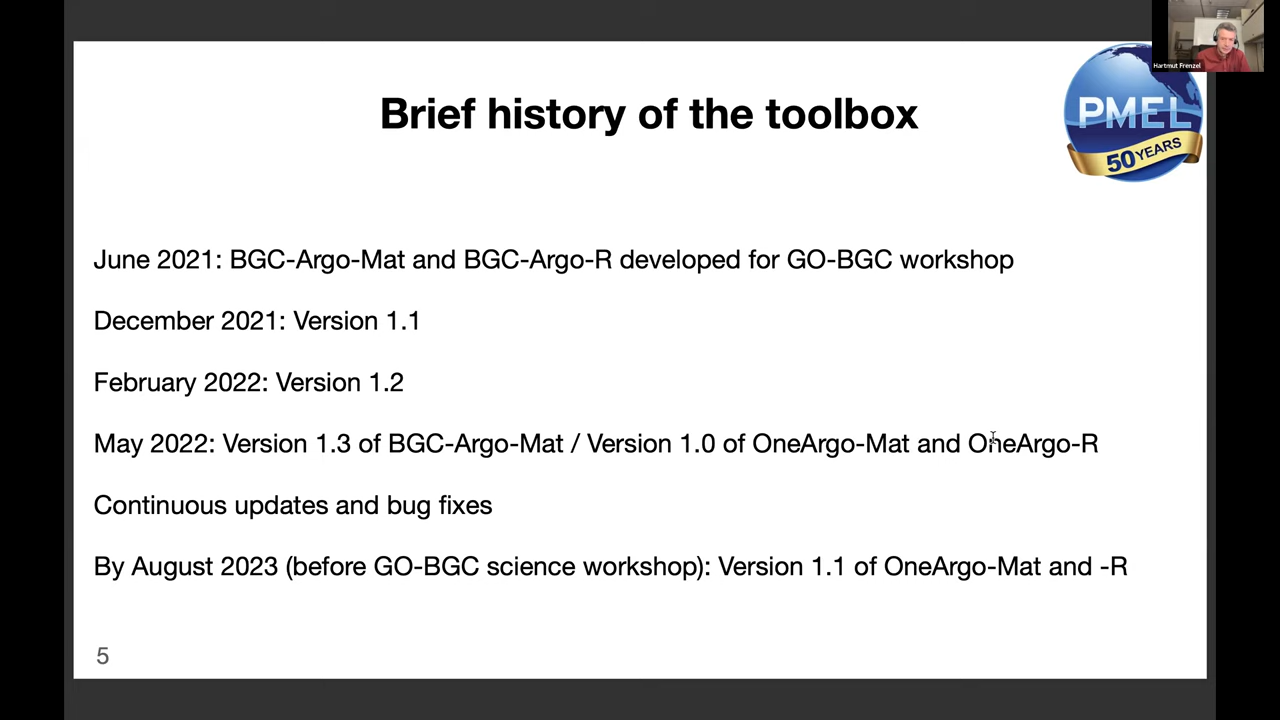 Hartmut Frenzel
Brief history of the toolbox
PMEL
50 YEARS
June 2021: BGC-Argo-Mat and BGC-Argo-R developed for GO-BGC workshop
December 2021: Version 1.1
February 2022: Version 1.2
May 2022: Version 1.3 of BGC-Argo-Mat / Version 1.0 of OneArgo-Mat and OneArgo-R
Continuous updates and bug fixes
By August 2023 (before GO-BGC science workshop): Version 1.1 of OneArgo-Mat and -R
5